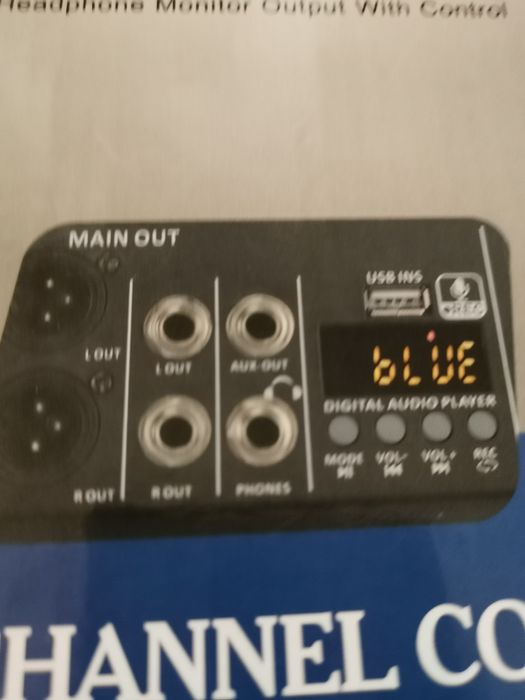 Headphone Monitor Output With Control
MAIN OUT
USB INS
L OUT
L OUT
AUX-OUT
bLUE
DIGITAL AUDIO PLAYER
MODE
VOL-
VOL+
REC
R OUT
R OUT
PHONES
CHANNEL CO